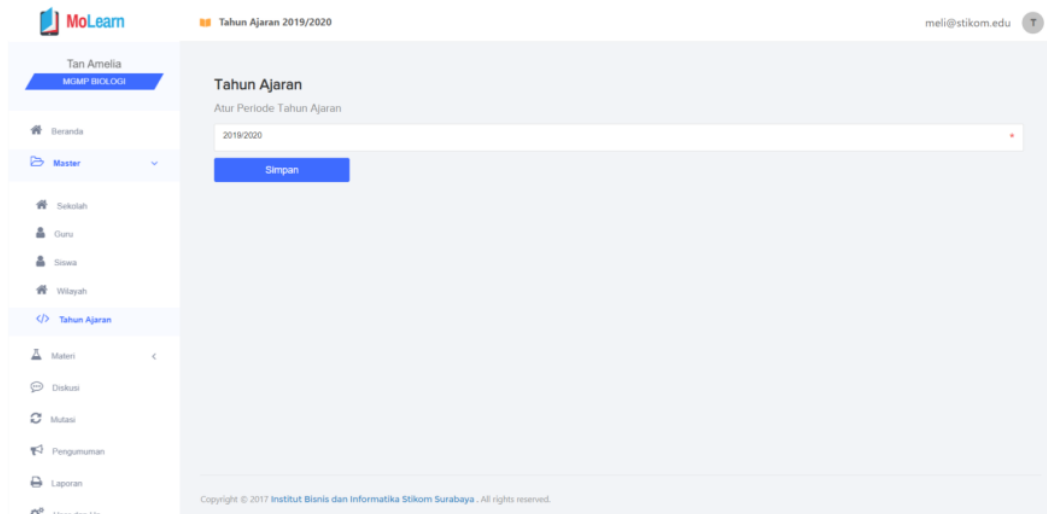 MoLearn
Tahun Ajaran 2019/2020
meli@stikom.edu
T
Tan Amelia
MGMP BIOLOGI
Beranda
Master
Sekolah
Guru
Siswa
Wilayah
Tahun Ajaran
Materi
Diskusi
Mutasi
Pengumuman
Laporan
Tahun Ajaran
Atur Periode Tahun Ajaran
2019/2020 *
Simpan
Copyright © 2017 Institut Bisnis dan Informatika Stikom Surabaya . All rights reserved.